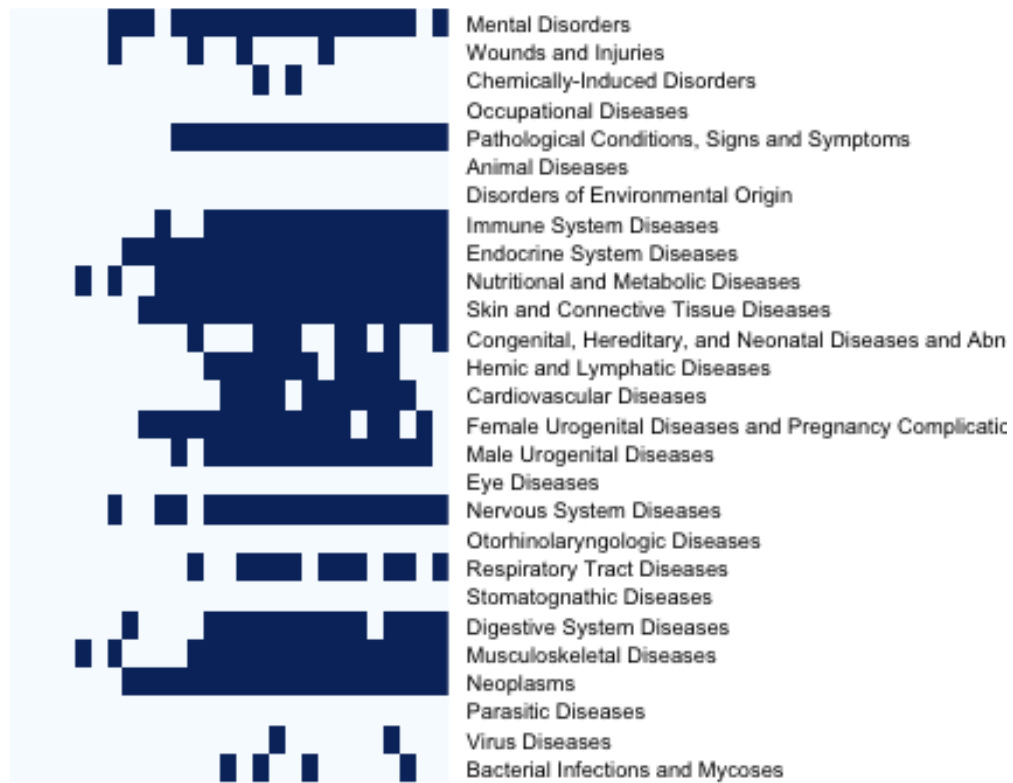 Mental Disorders
Wounds and Injuries
Chemically-Induced Disorders
Occupational Diseases
Pathological Conditions, Signs and Symptoms
Animal Diseases
Disorders of Environmental Origin
Immune System Diseases
Endocrine System Diseases
Nutritional and Metabolic Diseases
Skin and Connective Tissue Diseases
Congenital, Hereditary, and Neonatal Diseases and Abn
Hemic and Lymphatic Diseases
Cardiovascular Diseases
Female Urogenital Diseases and Pregnancy Complicatic
Male Urogenital Diseases
Eye Diseases
Nervous System Diseases
Otorhinolaryngologic Diseases
Respiratory Tract Diseases
Stomatognathic Diseases
Digestive System Diseases
Musculoskeletal Diseases
Neoplasms
Parasitic Diseases
Virus Diseases
Bacterial Infections and Mycoses